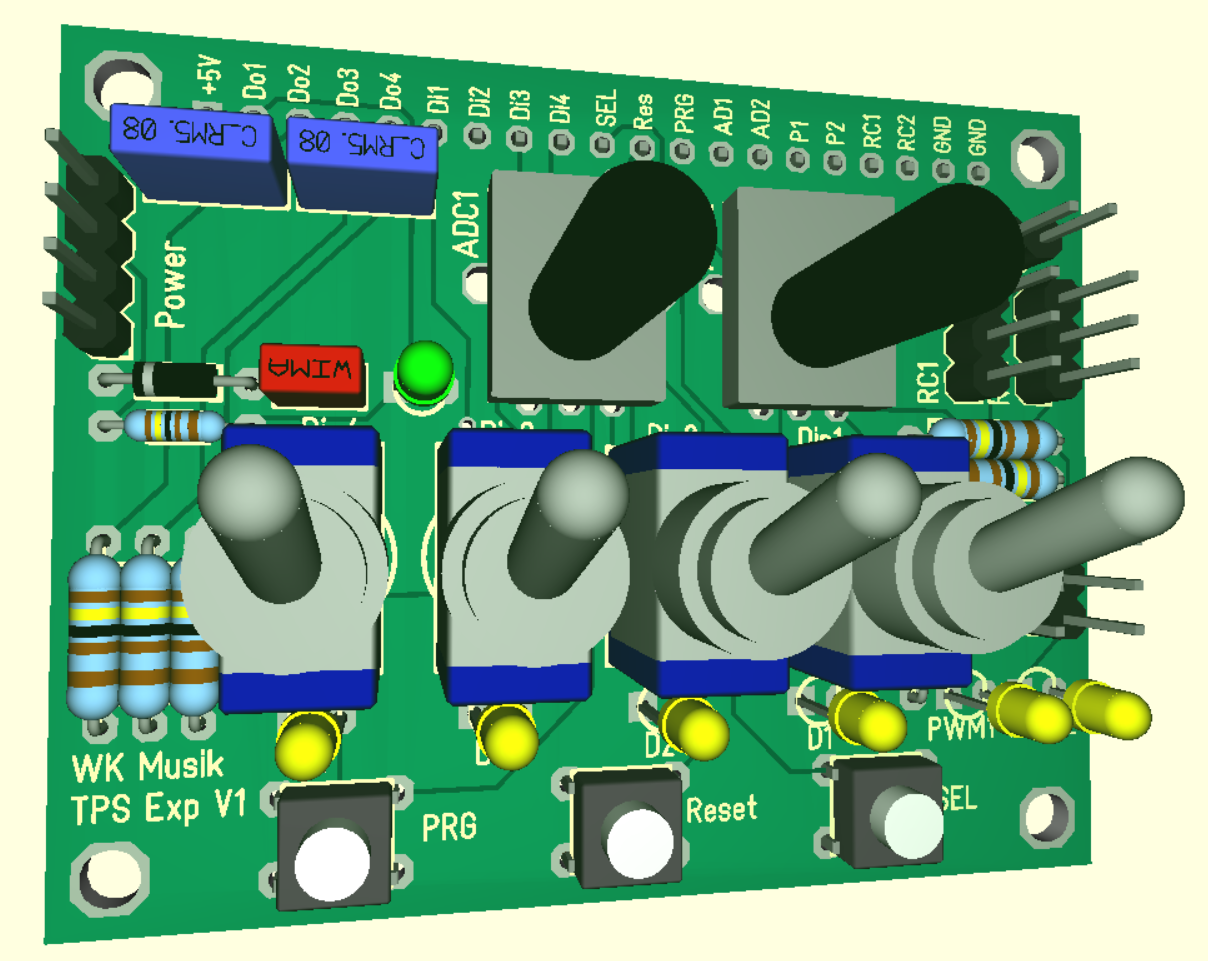 +5V
Do1
Do2
Do3
Do4
Di1
Di2
Di3
Di4
SEL
Res
PRG
AD1
AD2
P1
P2
RC1
RC2
GND
GND
C_RM5.08
C_RM5.08
ADC1
Power
WIMA
RC1
D1
PWM1
WK Musik
TPS Exp V1
PRG
Reset
SEL